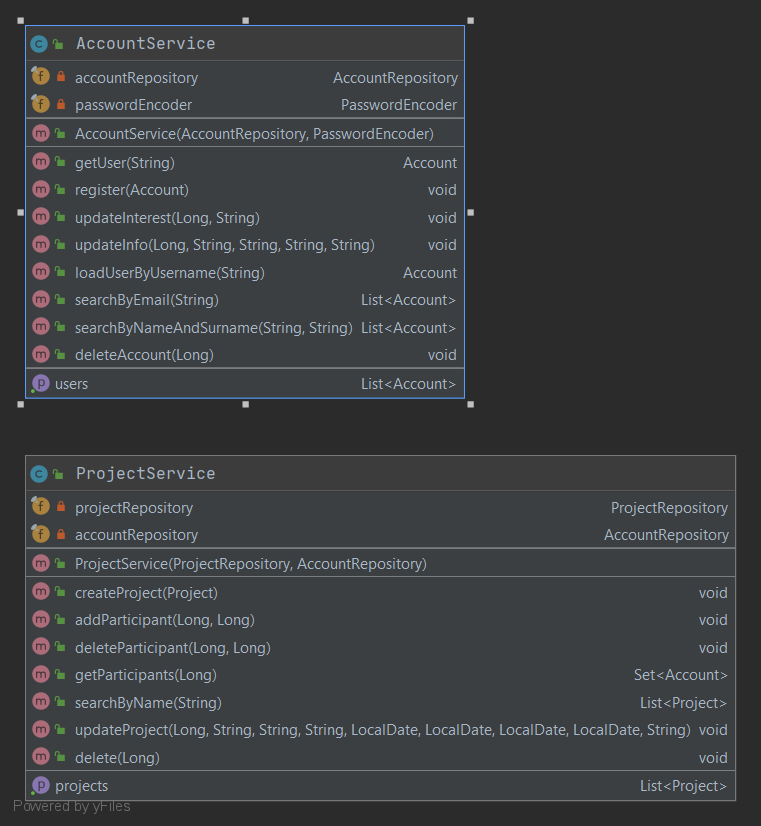 AccountService
accountRepository AccountRepository
passwordEncoder PasswordEncoder
AccountService(AccountRepository, PasswordEncoder)
getUser(String) Account
register(Account) void
updateInterest(Long, String) void
updateInfo(Long, String, String, String, String) void
loadUserByUsername(String) Account
searchByEmail(String) List<Account>
searchByNameAndSurname(String, String) List<Account>
deleteAccount(Long) void
users List<Account>
ProjectService
projectRepository ProjectRepository
accountRepository AccountRepository
ProjectService(ProjectRepository, AccountRepository)
createProject(Project) void
addParticipant(Long, Long) void
deleteParticipant(Long, Long) void
getParticipants(Long) Set<Account>
searchByName(String) List<Project>
updateProject(Long, String, String, String, LocalDate, LocalDate, LocalDate, LocalDate, String) void
delete(Long) void
projects List<Project>
Powered by yFiles